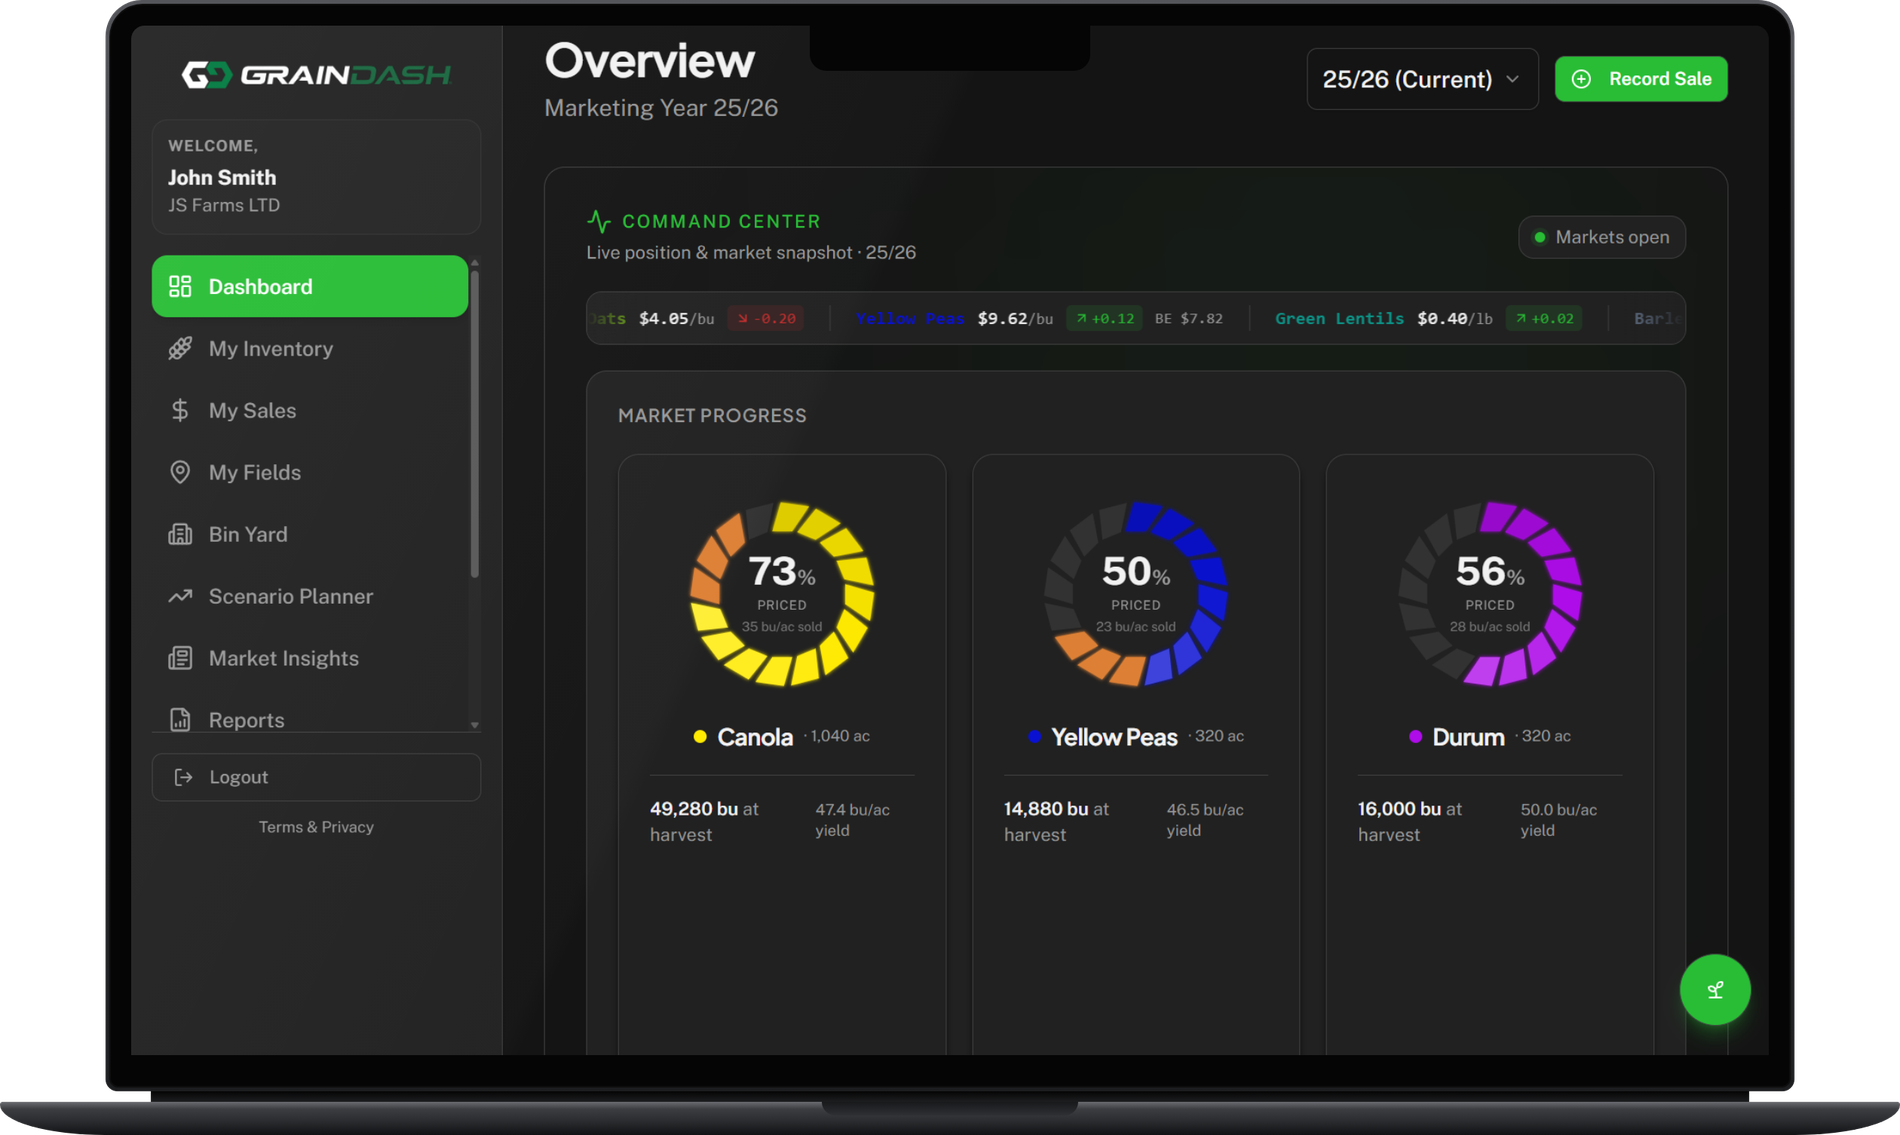 GRAINDASH
WELCOME,
John Smith
JS Farms LTD
Dashboard
My Inventory
My Sales
My Fields
Bin Yard
Scenario Planner
Market Insights
Reports
Logout
Terms & Privacy
Overview
Marketing Year 25/26
25/26 (Current)
Record Sale
COMMAND CENTER
Live position & market snapshot · 25/26
Markets open
Oats $4.05/bu -0.20 Yellow Peas $9.62/bu +0.12 BE $7.82 Green Lentils $0.40/lb +0.02 Barle
MARKET PROGRESS
73%
PRICED
35 bu/ac sold
Canola · 1,040 ac
49,280 bu at harvest
47.4 bu/ac yield
50%
PRICED
23 bu/ac sold
Yellow Peas · 320 ac
14,880 bu at harvest
46.5 bu/ac yield
56%
PRICED
28 bu/ac sold
Durum · 320 ac
16,000 bu at harvest
50.0 bu/ac yield